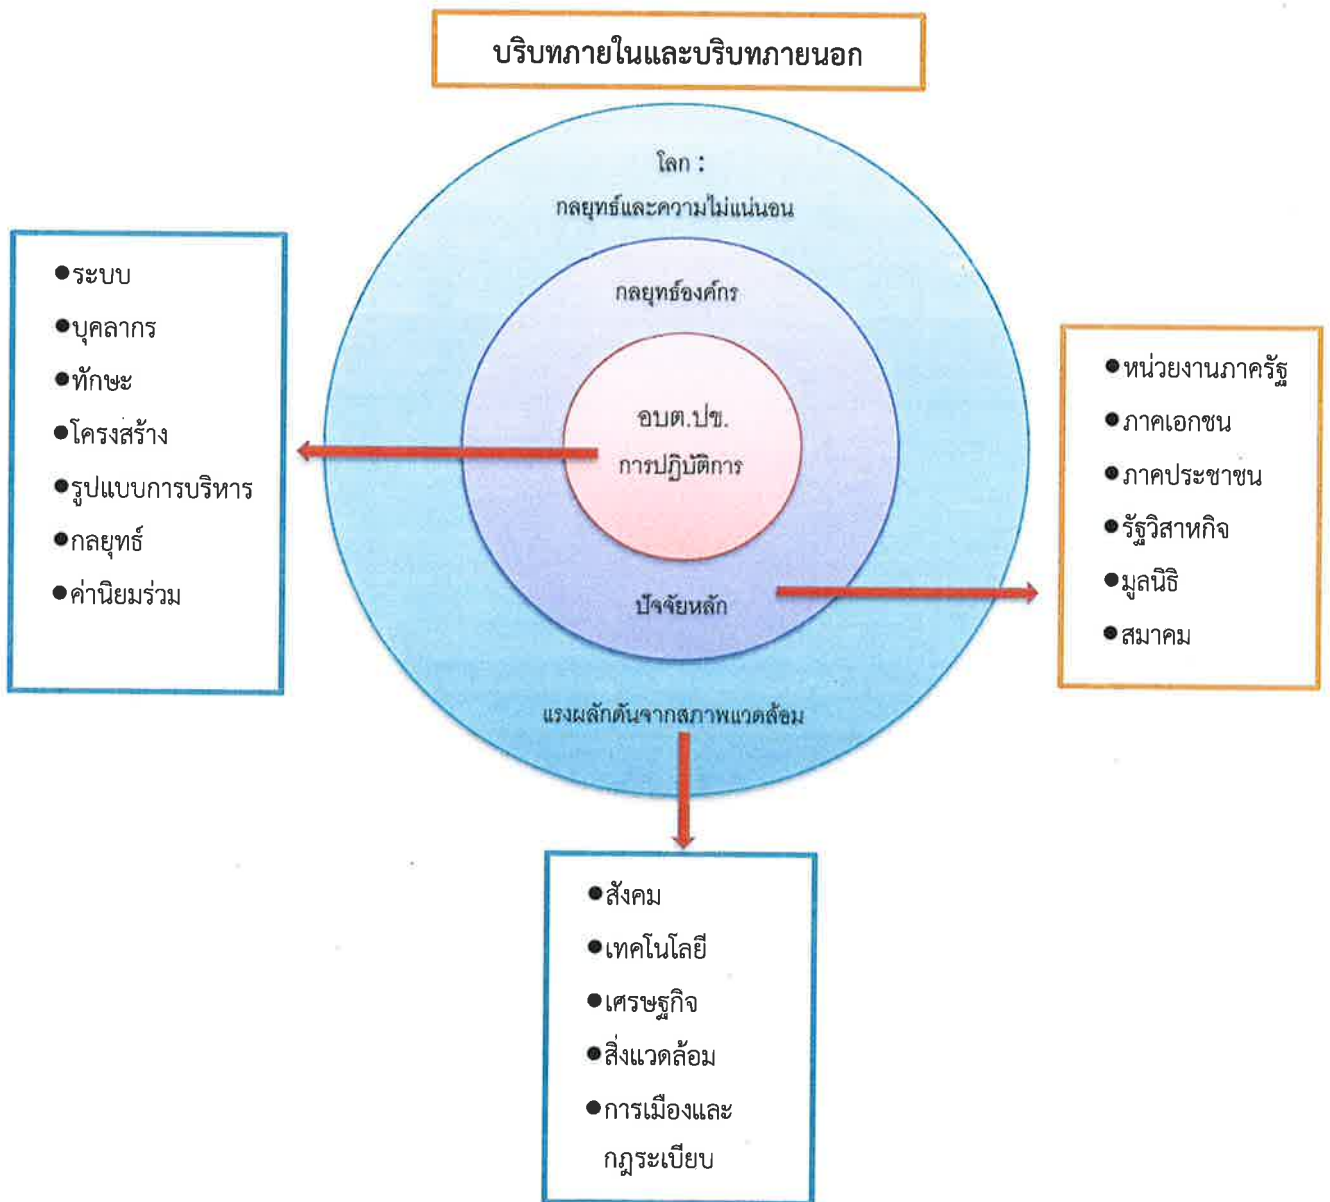 บริบทภายในและบริบทภายนอก
โลก :
กลยุทธ์และความไม่แน่นอน
กลยุทธ์องค์กร
อบต.ปข.
การปฏิบัติการ
ปัจจัยหลัก
แรงผลักดันจากสภาพแวดล้อม
●ระบบ
●บุคลากร
●ทักษะ
●โครงสร้าง
●รูปแบบการบริหาร
●กลยุทธ์
●ค่านิยมร่วม
●หน่วยงานภาครัฐ
●ภาคเอกชน
●ภาคประชาชน
●รัฐวิสาหกิจ
●มูลนิธิ
●สมาคม
●สังคม
●เทคโนโลยี
●เศรษฐกิจ
●สิ่งแวดล้อม
●การเมืองและ
กฎระเบียบ